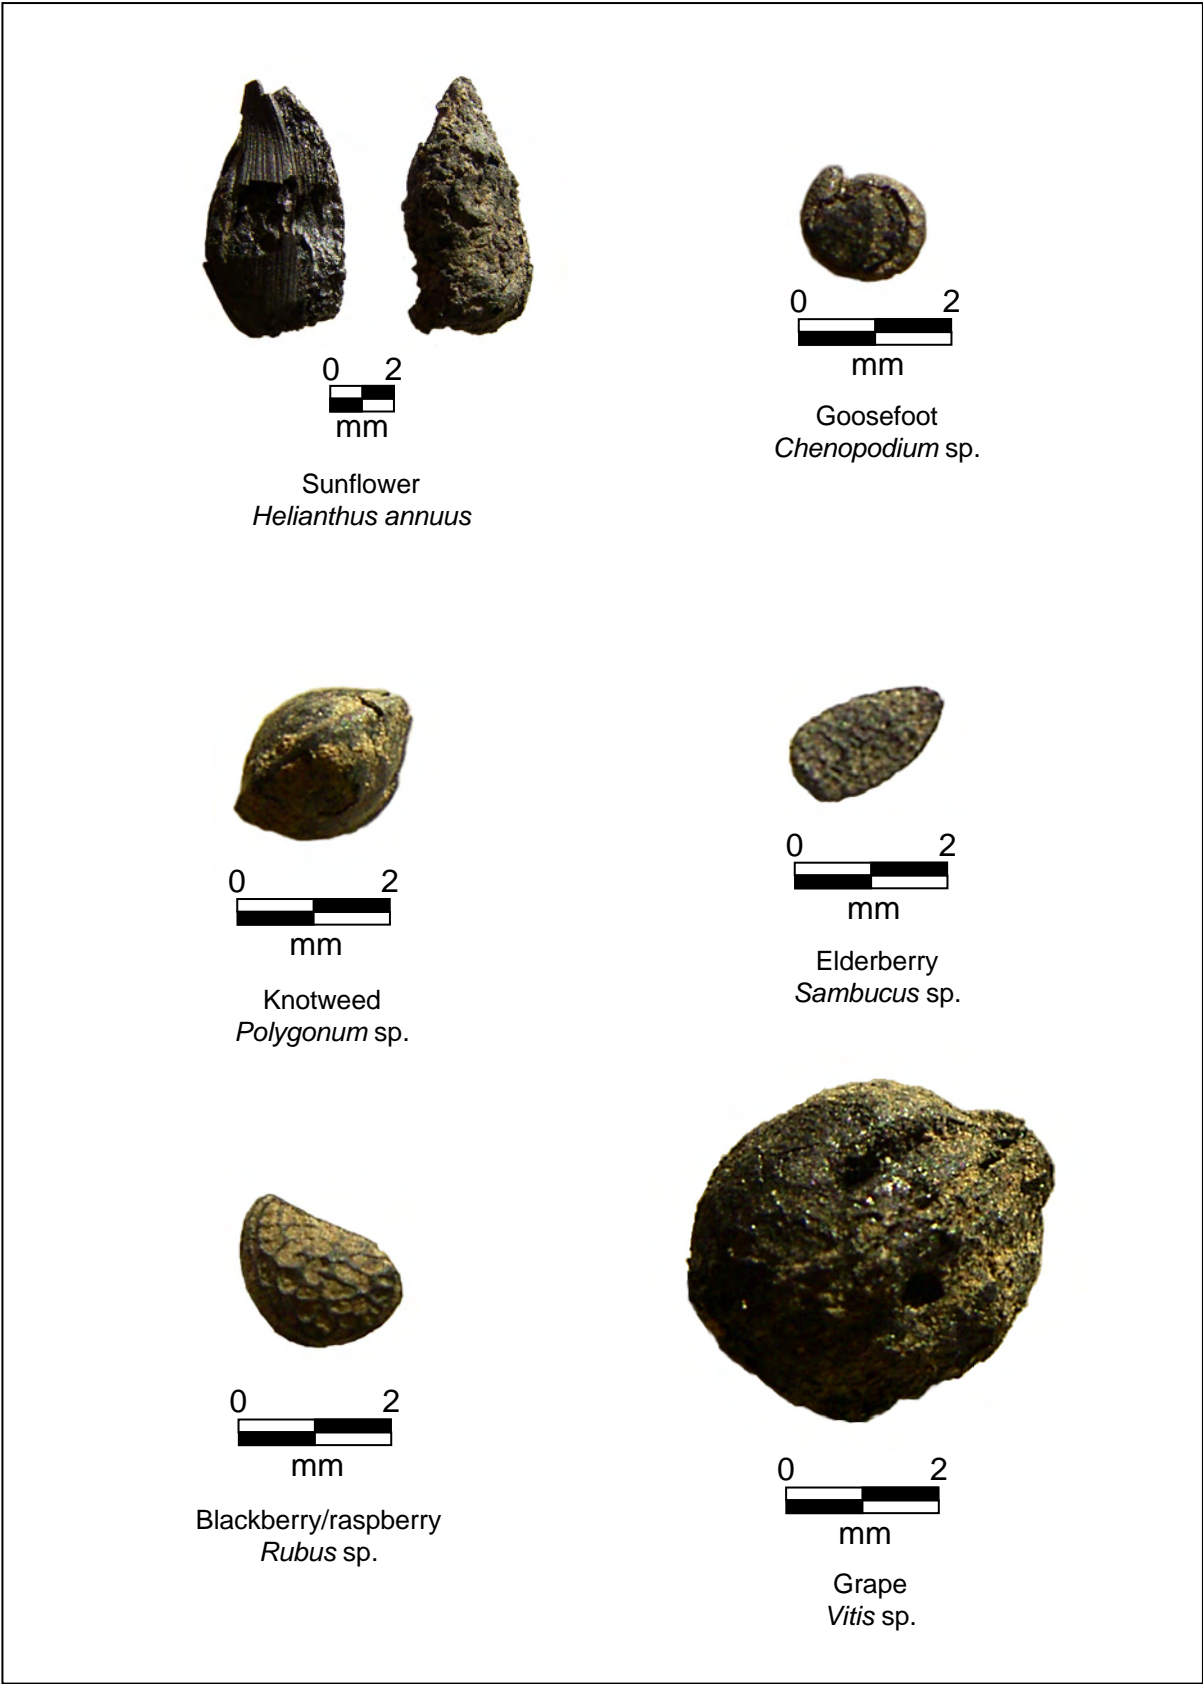 0 2
mm
Sunflower
Helianthus annuus
0 2
mm
Goosefoot
Chenopodium sp.
0 2
mm
Knotweed
Polygonum sp.
0 2
mm
Elderberry
Sambucus sp.
0 2
mm
Blackberry/raspberry
Rubus sp.
0 2
mm
Grape
Vitis sp.